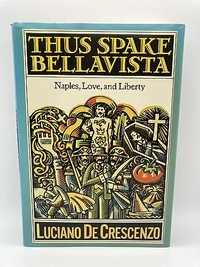 THUS SPAKE
BELLAVISTA
Naples, Love, and Liberty
LUCIANO DE CRESCENZO